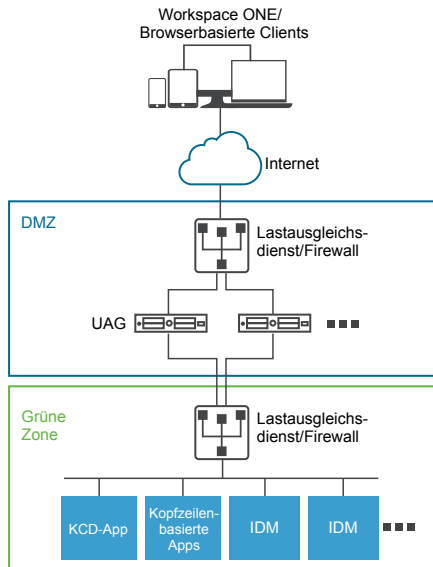 Workspace ONE/
Browserbasierte Clients
Internet
DMZ
Lastausgleichs-
dienst/Firewall
UAG
Grüne
Zone
Lastausgleichs-
dienst/Firewall
KCD-App
Kopfzeilen-
basierte
Apps
IDM
IDM